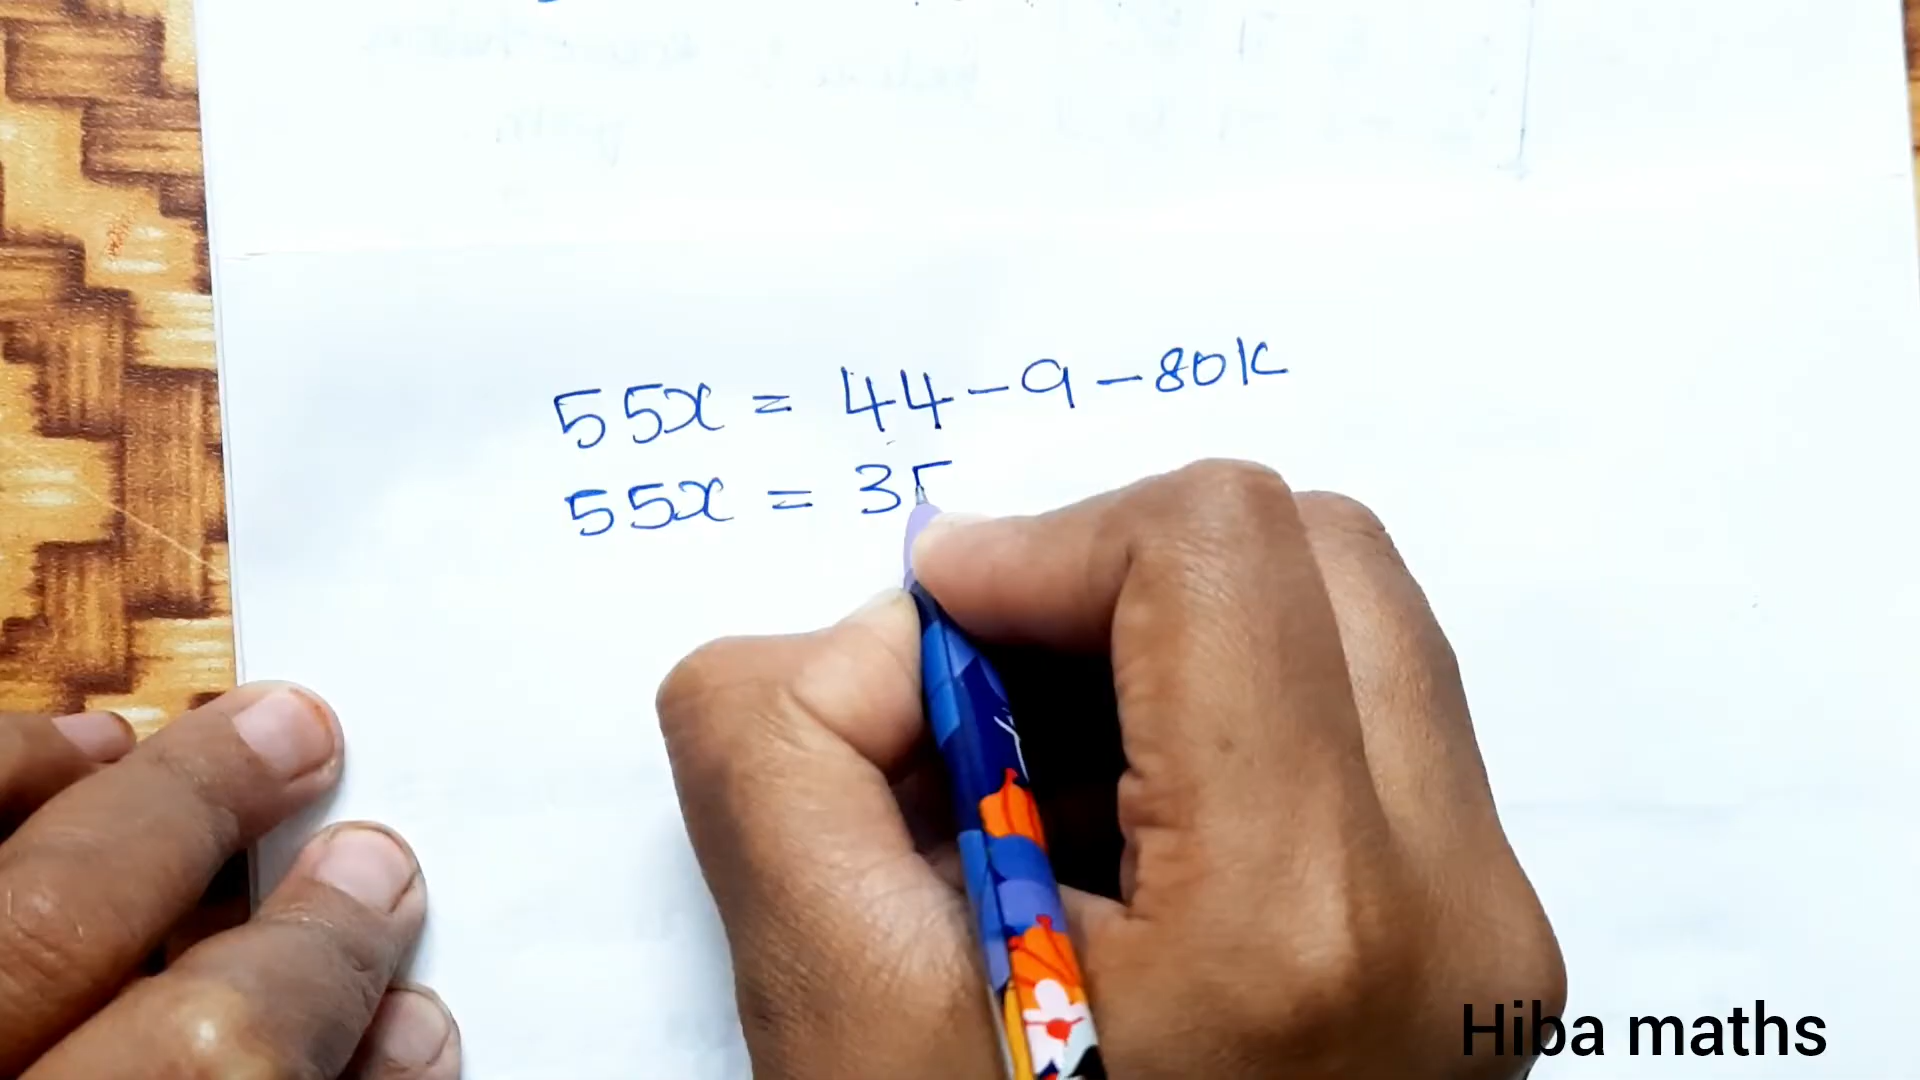 55x = 44-9-80k
55x = 35
Hiba maths